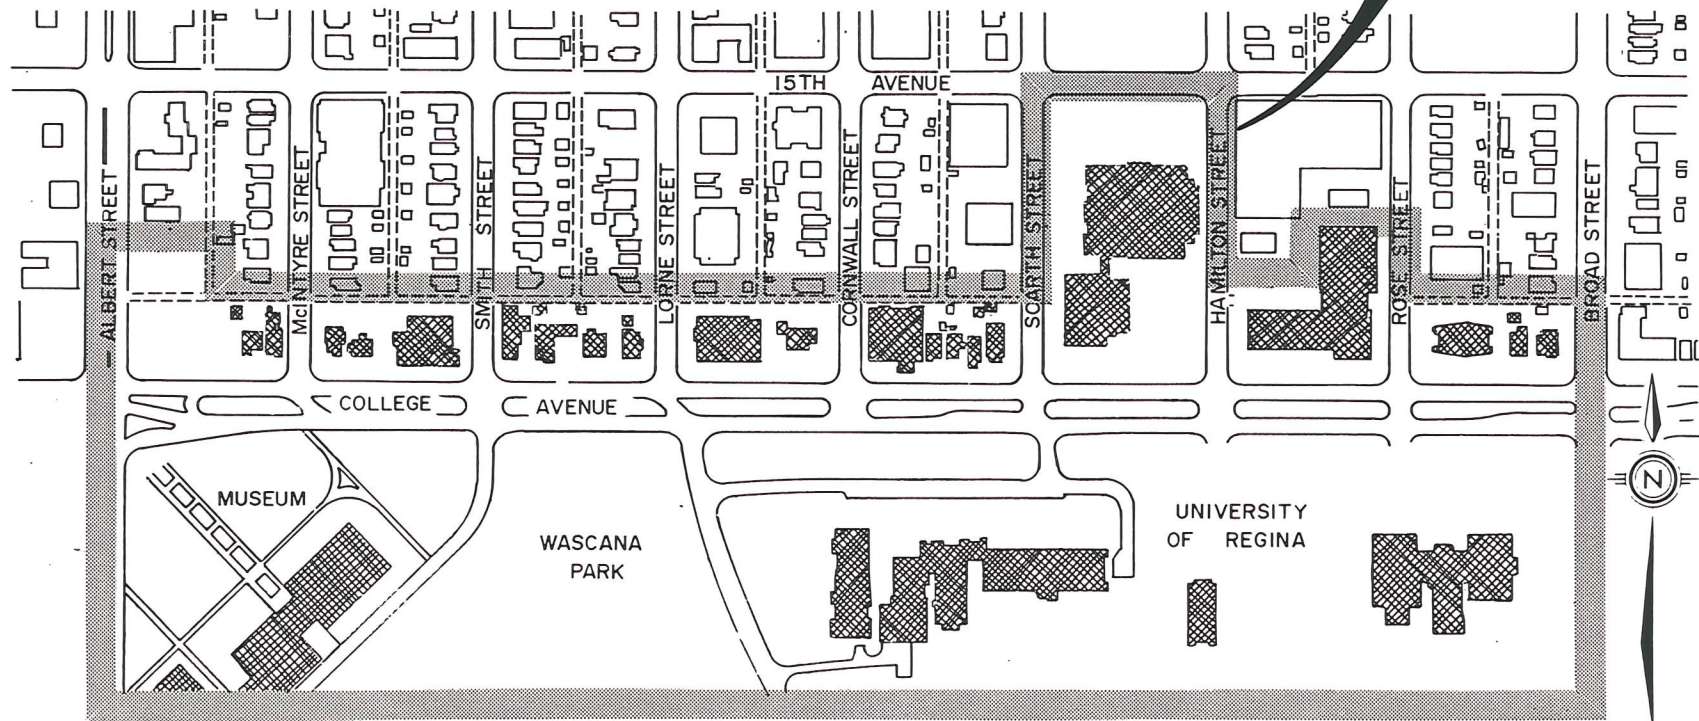 15TH AVENUE
ALBERT STREET
McINTYRE STREET
SMITH STREET
LORNE STREET
CORNWALL STREET
SCARTH STREET
HAMILTON STREET
ROSE STREET
BROAD STREET
COLLEGE AVENUE
MUSEUM
WASCANA
PARK
UNIVERSITY
OF REGINA
N